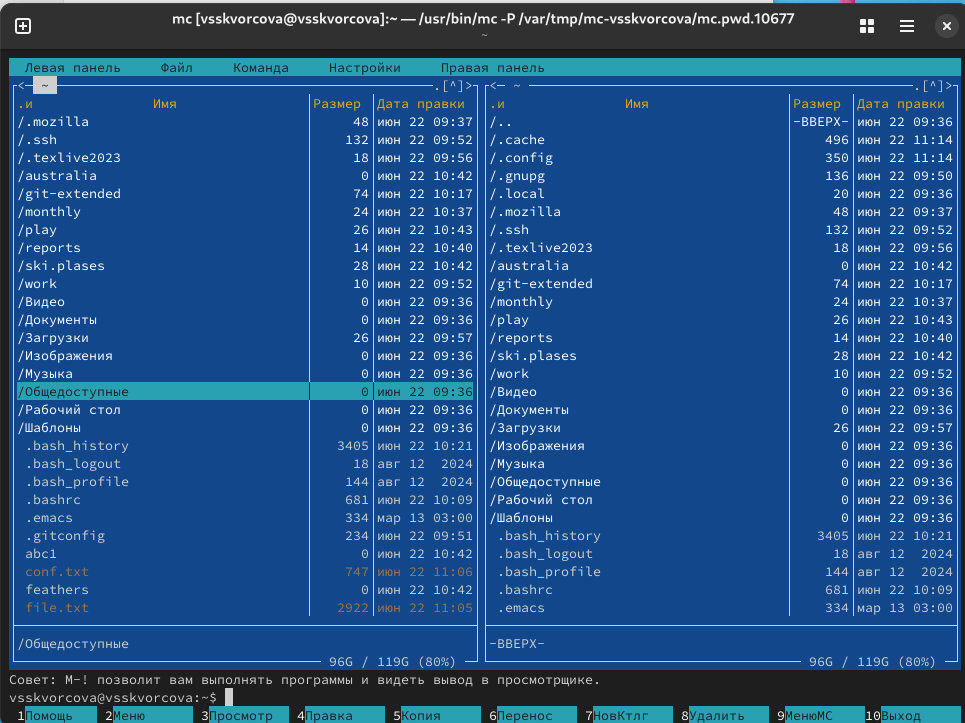 mc [vsskvorcova@vsskvorcova]:~ — /usr/bin/mc -P /var/tmp/mc-vsskvorcova/mc.pwd.10677
~
Левая панель Файл Команда Настройки Правая панель
<─ ~ .[^]>
.и Имя Размер Дата правки
/.mozilla 48 июн 22 09:37
/.ssh 132 июн 22 09:52
/.texlive2023 18 июн 22 09:56
/australia 0 июн 22 10:42
/git-extended 74 июн 22 10:17
/monthly 24 июн 22 10:37
/play 26 июн 22 10:43
/reports 14 июн 22 10:40
/ski.plases 28 июн 22 10:42
/work 10 июн 22 09:52
/Видео 0 июн 22 09:36
/Документы 0 июн 22 09:36
/Загрузки 26 июн 22 09:57
/Изображения 0 июн 22 09:36
/Музыка 0 июн 22 09:36
/Общедоступные 0 июн 22 09:36
/Рабочий стол 0 июн 22 09:36
/Шаблоны 0 июн 22 09:36
.bash_history 3405 июн 22 10:21
.bash_logout 18 авг 12 2024
.bash_profile 144 авг 12 2024
.bashrc 681 июн 22 10:09
.emacs 334 мар 13 03:00
.gitconfig 234 июн 22 09:51
abc1 0 июн 22 10:42
conf.txt 747 июн 22 11:06
feathers 0 июн 22 10:42
file.txt 2922 июн 22 11:05
/Общедоступные
96G / 119G (80%)
<─ ~ .[^]>
.и Имя Размер Дата правки
/.. -ВВЕРХ- июн 22 09:36
/.cache 496 июн 22 11:14
/.config 350 июн 22 11:14
/.gnupg 136 июн 22 09:50
/.local 20 июн 22 09:36
/.mozilla 48 июн 22 09:37
/.ssh 132 июн 22 09:52
/.texlive2023 18 июн 22 09:56
/australia 0 июн 22 10:42
/git-extended 74 июн 22 10:17
/monthly 24 июн 22 10:37
/play 26 июн 22 10:43
/reports 14 июн 22 10:40
/ski.plases 28 июн 22 10:42
/work 10 июн 22 09:52
/Видео 0 июн 22 09:36
/Документы 0 июн 22 09:36
/Загрузки 26 июн 22 09:57
/Изображения 0 июн 22 09:36
/Музыка 0 июн 22 09:36
/Общедоступные 0 июн 22 09:36
/Рабочий стол 0 июн 22 09:36
/Шаблоны 0 июн 22 09:36
.bash_history 3405 июн 22 10:21
.bash_logout 18 авг 12 2024
.bash_profile 144 авг 12 2024
.bashrc 681 июн 22 10:09
.emacs 334 мар 13 03:00
-ВВЕРХ-
96G / 119G (80%)
Совет: M-! позволит вам выполнять программы и видеть вывод в просмотрщике.
vsskvorcova@vsskvorcova:~$
1Помощь 2Меню 3Просмотр 4Правка 5Копия 6Перенос 7НовКтлг 8Удалить 9МенюMC 10Выход